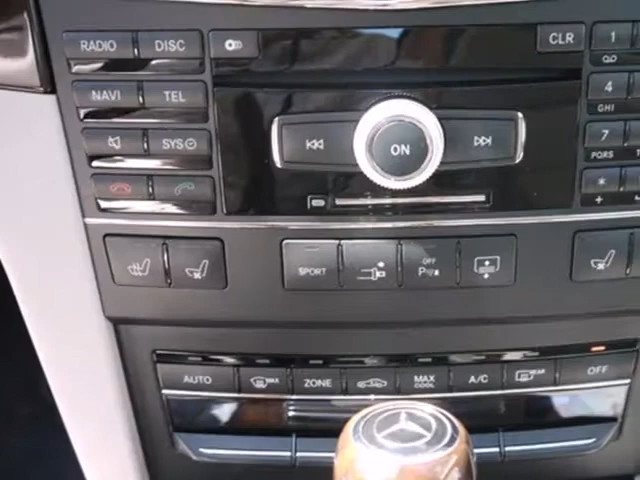 RADIO DISC CLR 1
NAVI TEL 4
GHI
ON
SYS 7
PQRS T
* +
SPORT OFF
P
AUTO MAX ZONE MAX COOL A/C REAR OFF